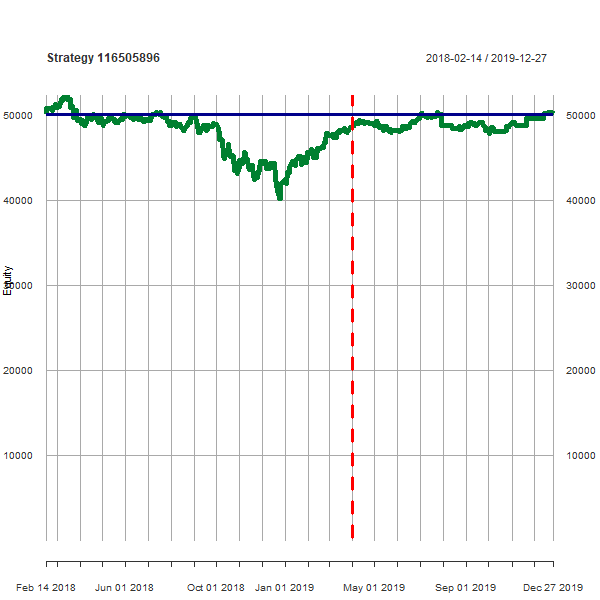 Strategy 116505896
2018-02-14 / 2019-12-27
50000 50000
40000 40000
Equity
30000 30000
20000 20000
10000 10000
Feb 14 2018 Jun 01 2018 Oct 01 2018 Jan 01 2019 May 01 2019 Sep 01 2019 Dec 27 2019